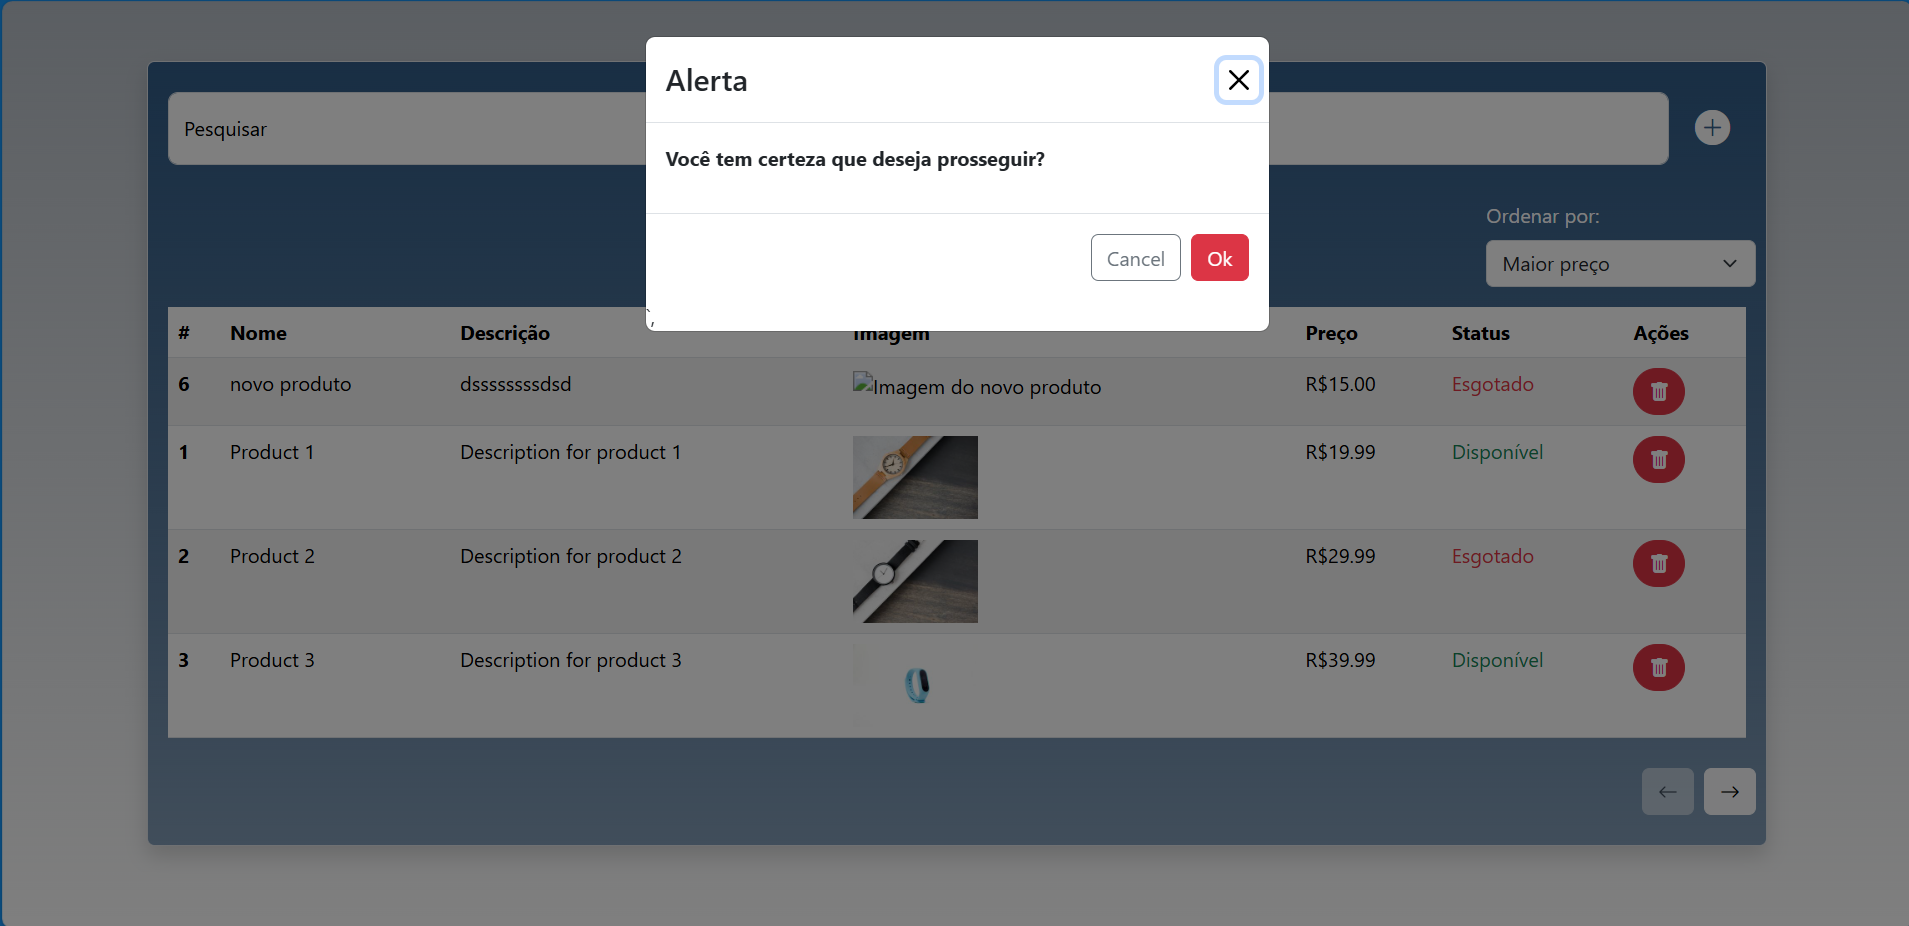 Alerta
Você tem certeza que deseja prosseguir?
Cancel Ok
`,
Pesquisar
Ordenar por:
Maior preço
# Nome Descrição Imagem Preço Status Ações
6 novo produto dssssssssdsd Imagem do novo produto R$15.00 Esgotado
1 Product 1 Description for product 1 R$19.99 Disponível
2 Product 2 Description for product 2 R$29.99 Esgotado
3 Product 3 Description for product 3 R$39.99 Disponível